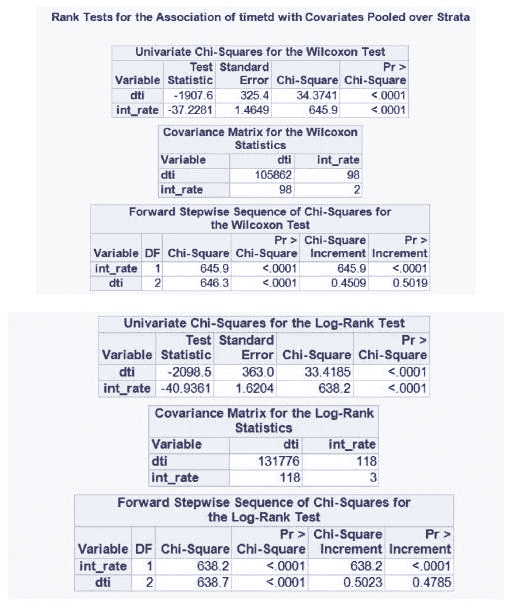 Rank Tests for the Association of timetd with Covariates Pooled over Strata
Univariate Chi-Squares for the Wilcoxon Test
Test Standard Pr >
Variable Statistic Error Chi-Square Chi-Square
dti -1907.6 325.4 34.3741 <.0001
int_rate -37.2281 1.4649 645.9 <.0001
Covariance Matrix for the Wilcoxon
Statistics
Variable dti int_rate
dti 105862 98
int_rate 98 2
Forward Stepwise Sequence of Chi-Squares for
the Wilcoxon Test
Pr > Chi-Square Pr >
Variable DF Chi-Square Chi-Square Increment Increment
int_rate 1 645.9 <.0001 645.9 <.0001
dti 2 646.3 <.0001 0.4509 0.5019
Univariate Chi-Squares for the Log-Rank Test
Test Standard Pr >
Variable Statistic Error Chi-Square Chi-Square
dti -2098.5 363.0 33.4185 <.0001
int_rate -40.9361 1.6204 638.2 <.0001
Covariance Matrix for the Log-Rank
Statistics
Variable dti int_rate
dti 131776 118
int_rate 118 3
Forward Stepwise Sequence of Chi-Squares for
the Log-Rank Test
Pr > Chi-Square Pr >
Variable DF Chi-Square Chi-Square Increment Increment
int_rate 1 638.2 <.0001 638.2 <.0001
dti 2 638.7 <.0001 0.5023 0.4785